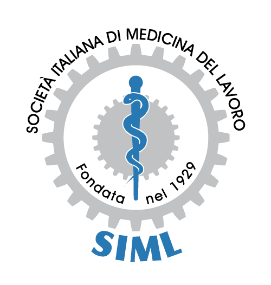 SOCIETÀ ITALIANA DI MEDICINA DEL LAVORO
Fondata nel 1929
SIML